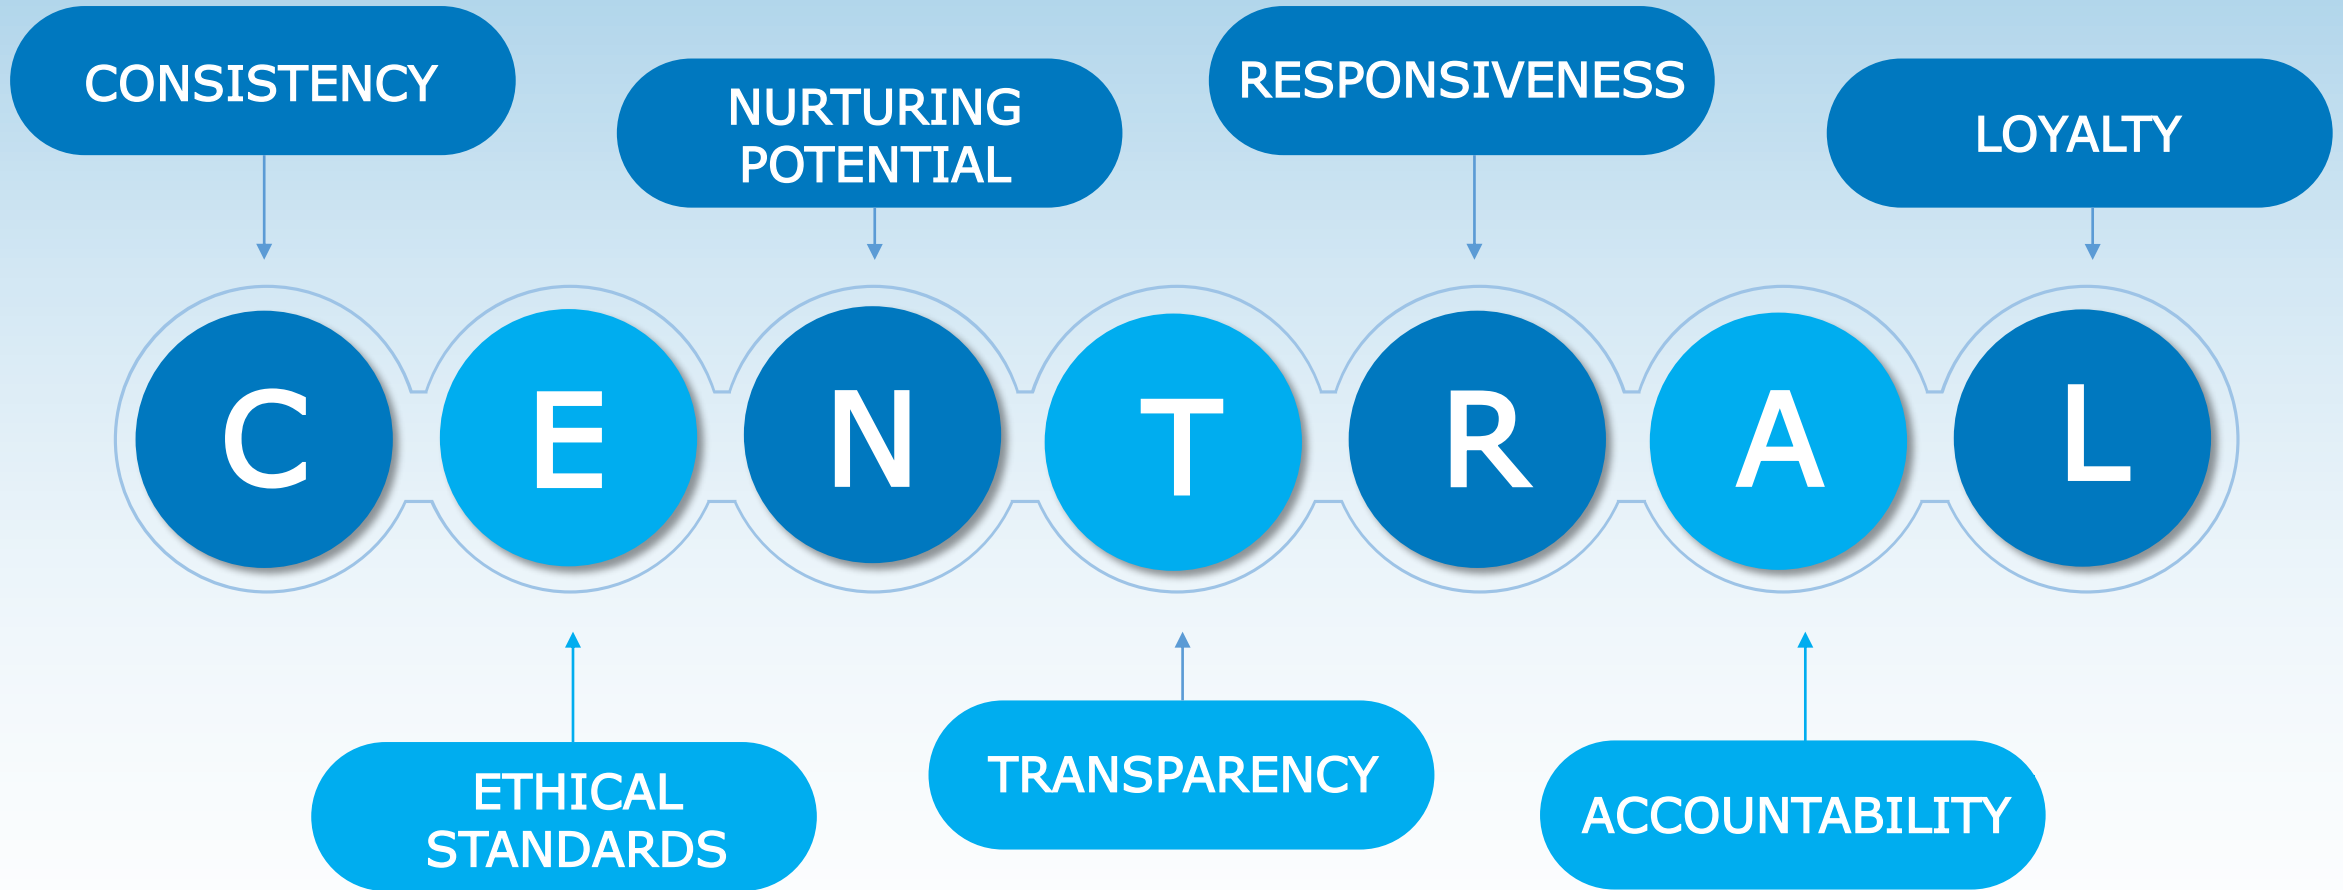 CONSISTENCY
NURTURING
POTENTIAL
RESPONSIVENESS
LOYALTY
C E N T R A L
ETHICAL
STANDARDS
TRANSPARENCY
ACCOUNTABILITY